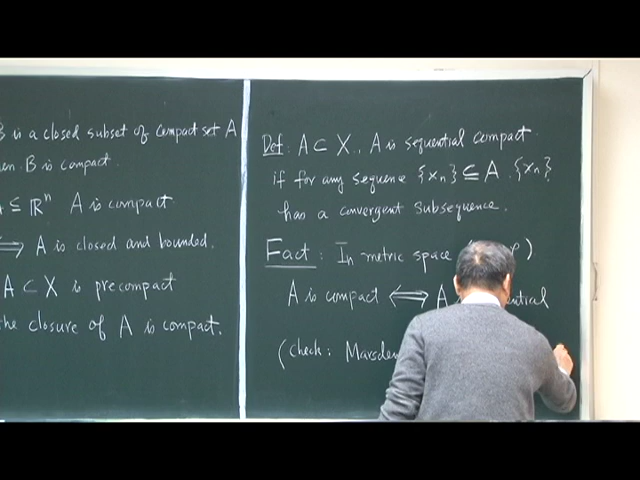 B is a closed subset of compact set A
B is compact.
⊆ ℝⁿ A is compact
⟺ A is closed and bounded.
A ⊂ X is precompact
the closure of A is compact.
Def: A ⊂ X., A is sequential compact
if for any sequence {xₙ} ⊆ A. {xₙ}
has a convergent subsequence.
Fact: In metric space
A is compact ⟺ A
(check: Marsden